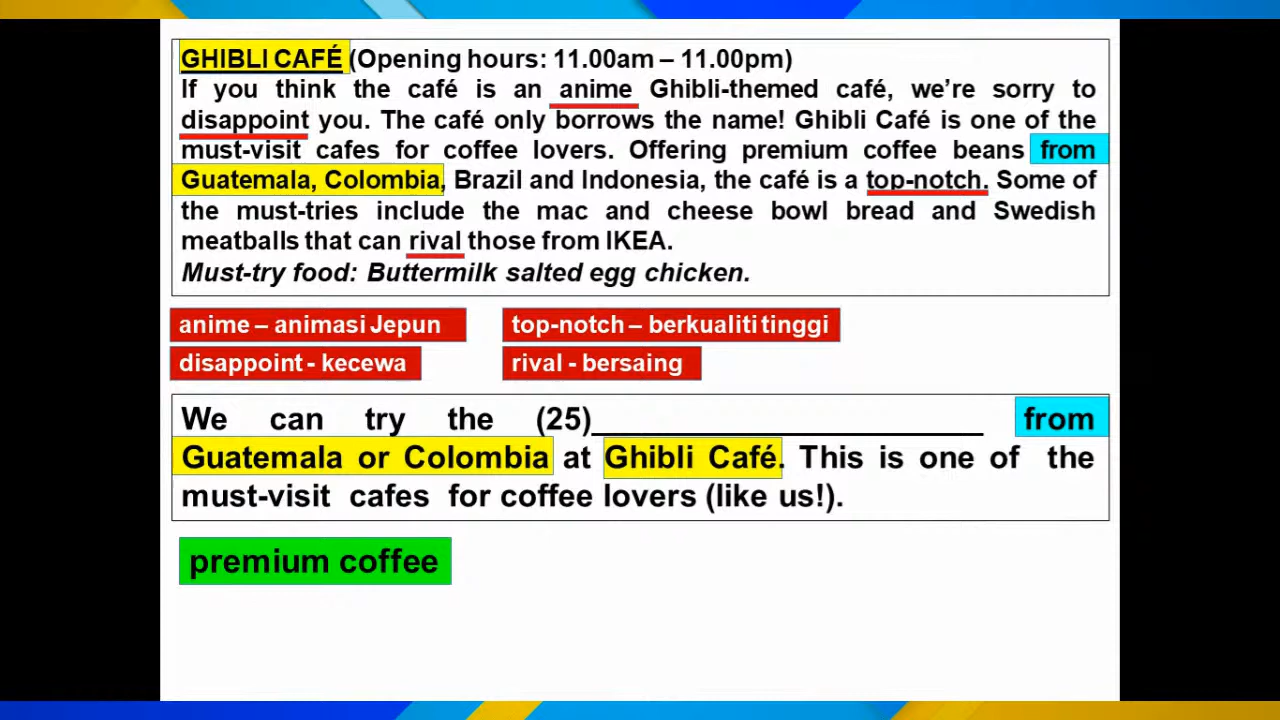 GHIBLI CAFÉ (Opening hours: 11.00am – 11.00pm)
If you think the café is an anime Ghibli-themed café, we're sorry to
disappoint you. The café only borrows the name! Ghibli Café is one of the
must-visit cafes for coffee lovers. Offering premium coffee beans from
Guatemala, Colombia, Brazil and Indonesia, the café is a top-notch. Some of
the must-tries include the mac and cheese bowl bread and Swedish
meatballs that can rival those from IKEA.
Must-try food: Buttermilk salted egg chicken.
anime – animasi Jepun
top-notch – berkualiti tinggi
disappoint - kecewa
rival - bersaing
We can try the (25)______________________ from
Guatemala or Colombia at Ghibli Café. This is one of the
must-visit cafes for coffee lovers (like us!).
premium coffee